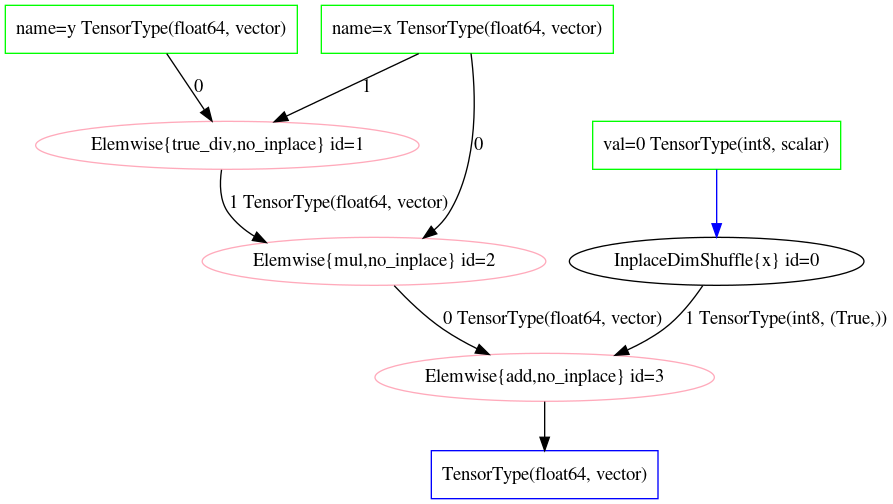 name=y TensorType(float64, vector)
name=x TensorType(float64, vector)
0
1
Elemwise{true_div,no_inplace} id=1
0
val=0 TensorType(int8, scalar)
1 TensorType(float64, vector)
Elemwise{mul,no_inplace} id=2
InplaceDimShuffle{x} id=0
0 TensorType(float64, vector)
1 TensorType(int8, (True,))
Elemwise{add,no_inplace} id=3
TensorType(float64, vector)